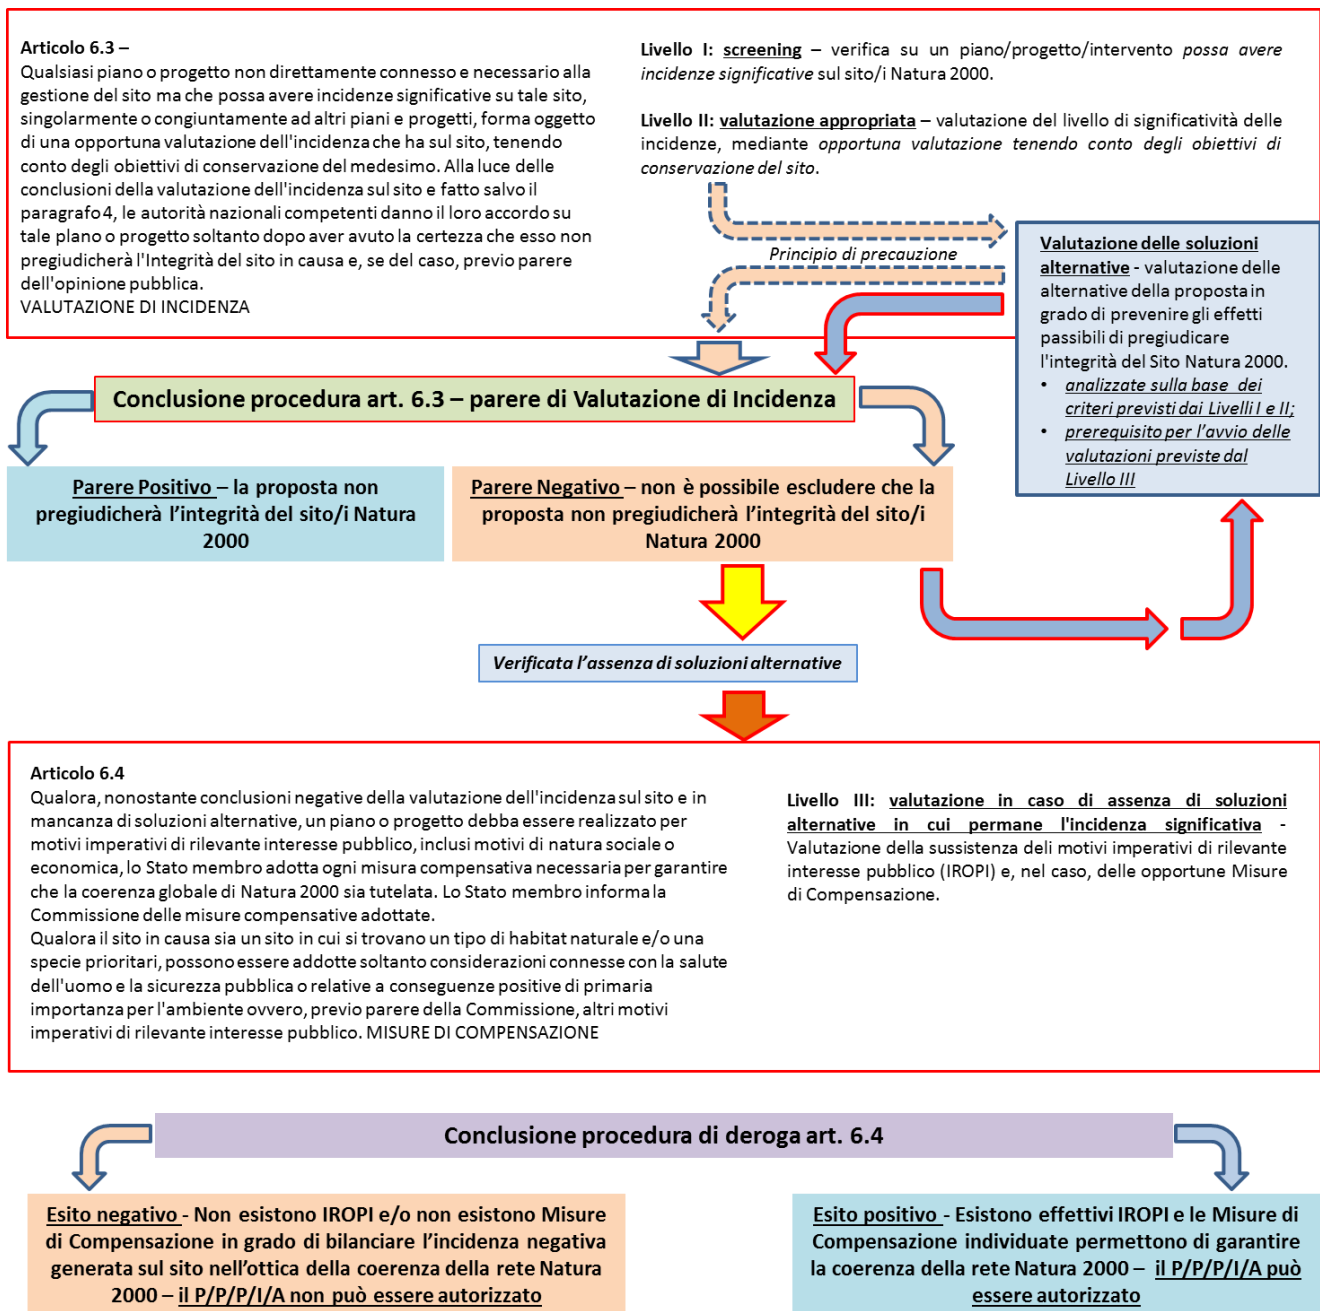 Articolo 6.3 –
Qualsiasi piano o progetto non direttamente connesso e necessario alla
gestione del sito ma che possa avere incidenze significative su tale sito,
singolarmente o congiuntamente ad altri piani e progetti, forma oggetto
di una opportuna valutazione dell'incidenza che ha sul sito, tenendo
conto degli obiettivi di conservazione del medesimo. Alla luce delle
conclusioni della valutazione dell'incidenza sul sito e fatto salvo il
paragrafo 4, le autorità nazionali competenti danno il loro accordo su
tale plano o progetto soltanto dopo aver avuto la certezza che esso non
pregiudicherà l'Integrità del sito in causa e, se del caso, previo parere
dell'opinione pubblica.
VALUTAZIONE DI INCIDENZA
Livello I: screening – verifica su un piano/progetto/intervento possa avere
incidenze significative sul sito/i Natura 2000.
Livello II: valutazione appropriata – valutazione del livello di significatività delle
incidenze, mediante opportuna valutazione tenendo conto degli obiettivi di
conservazione del sito.
Principio di precauzione
Valutazione delle soluzioni
alternative - valutazione delle
alternative della proposta in
grado di prevenire gli effetti
passibili di pregiudicare
l'integrità del Sito Natura 2000.
• analizzate sulla base dei
criteri previsti dai Livelli I e II;
• prerequisito per l’avvio delle
valutazioni previste dal
Livello III
Conclusione procedura art. 6.3 – parere di Valutazione di Incidenza
Parere Positivo – la proposta non
pregiudicherà l’integrità del sito/i Natura
2000
Parere Negativo – non è possibile escludere che la
proposta non pregiudicherà l’integrità del sito/i
Natura 2000
Verificata l’assenza di soluzioni alternative
Articolo 6.4
Qualora, nonostante conclusioni negative della valutazione dell'incidenza sul sito e in
mancanza di soluzioni alternative, un piano o progetto debba essere realizzato per
motivi imperativi di rilevante interesse pubblico, inclusi motivi di natura sociale o
economica, lo Stato membro adotta ogni misura compensativa necessaria per garantire
che la coerenza globale di Natura 2000 sia tutelata. Lo Stato membro informa la
Commissione delle misure compensative adottate.
Qualora il sito in causa sia un sito in cui si trovano un tipo di habitat naturale e/o una
specie prioritari, possono essere addotte soltanto considerazioni connesse con la salute
dell'uomo e la sicurezza pubblica o relative a conseguenze positive di primaria
importanza per l'ambiente ovvero, previo parere della Commissione, altri motivi
imperativi di rilevante interesse pubblico. MISURE DI COMPENSAZIONE
Livello III: valutazione in caso di assenza di soluzioni
alternative in cui permane l'incidenza significativa -
Valutazione della sussistenza deli motivi imperativi di rilevante
interesse pubblico (IROPI) e, nel caso, delle opportune Misure
di Compensazione.
Conclusione procedura di deroga art. 6.4
Esito negativo - Non esistono IROPI e/o non esistono Misure
di Compensazione in grado di bilanciare l’incidenza negativa
generata sul sito nell’ottica della coerenza della rete Natura
2000 – il P/P/P/I/A non può essere autorizzato
Esito positivo - Esistono effettivi IROPI e le Misure di
Compensazione individuate permettono di garantire
la coerenza della rete Natura 2000 – il P/P/P/I/A può
essere autorizzato